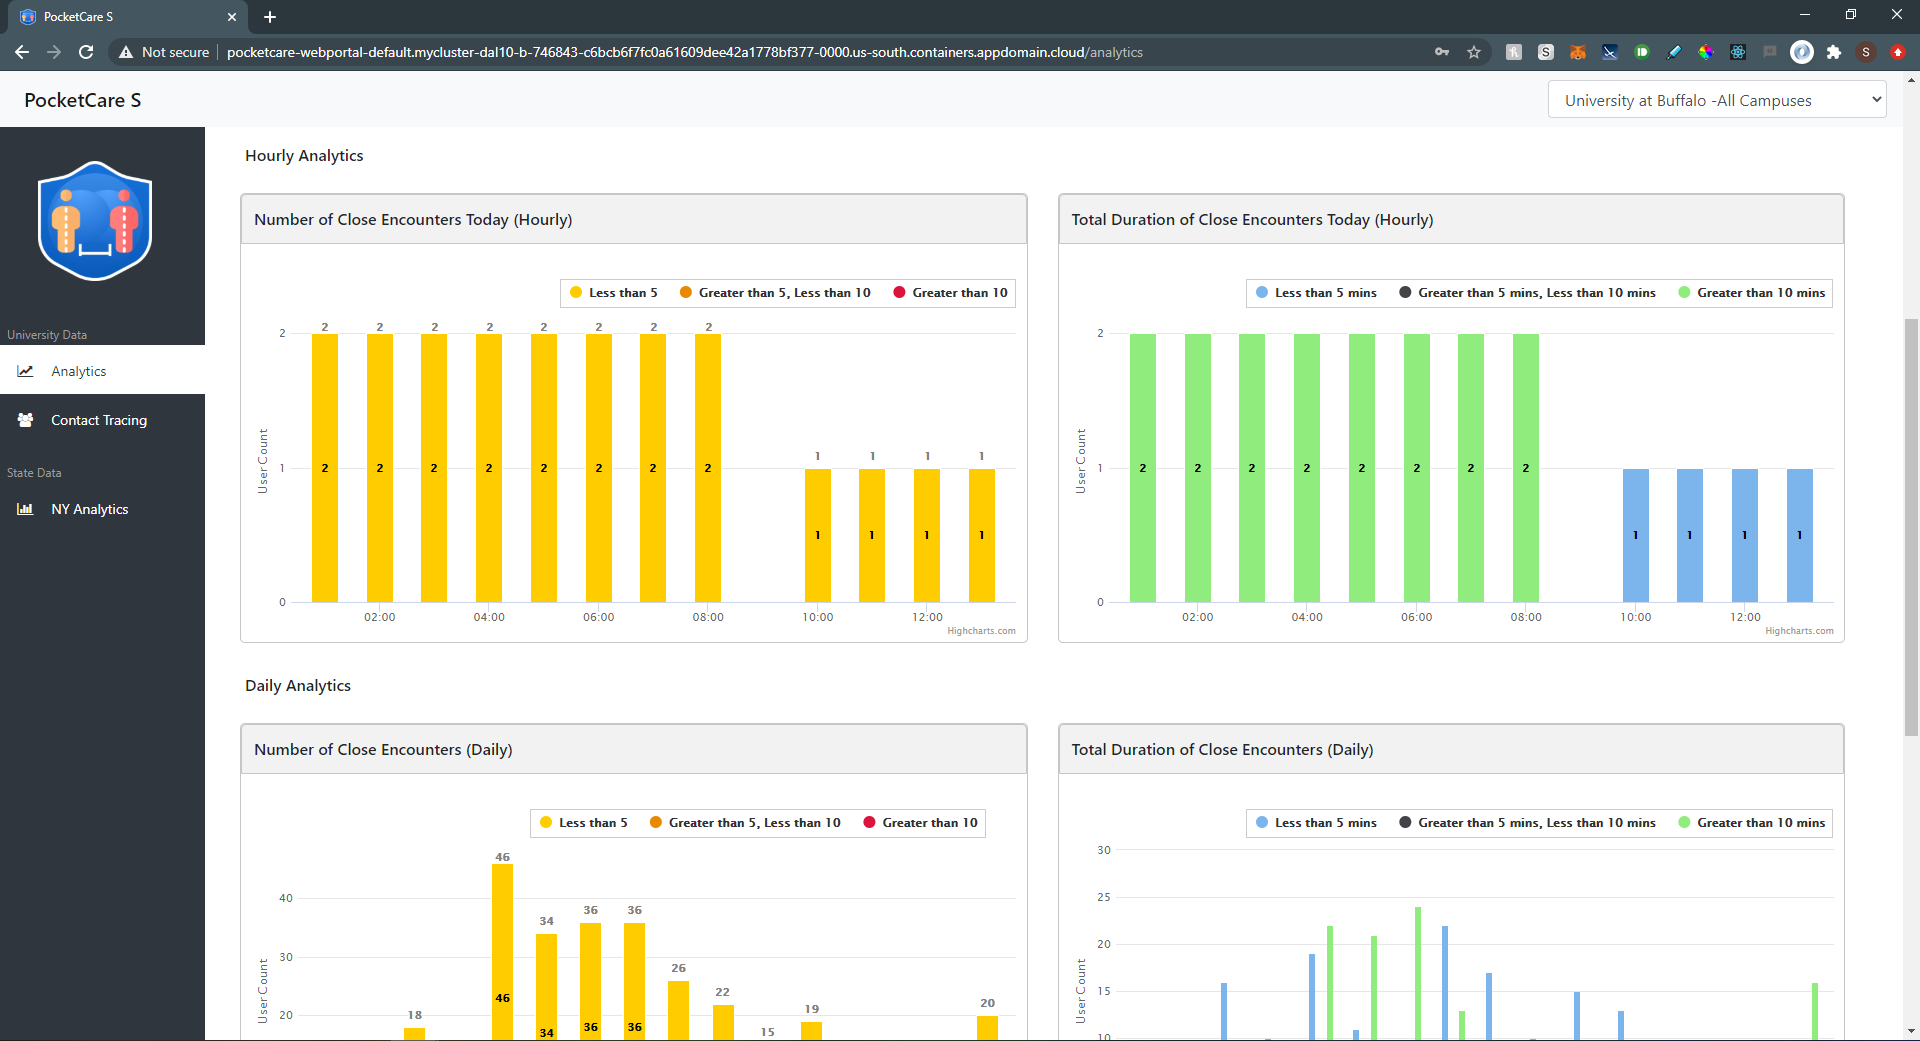 PocketCare S
Not secure
pocketcare-webportal-default.mycluster-dal10-b-746843-c6bcb6f7fc0a61609dee42a1778bf377-0000.us-south.containers.appdomain.cloud/analytics
S
S
PocketCare S
University at Buffalo -All Campuses
University Data
Analytics
Contact Tracing
State Data
NY Analytics
Hourly Analytics
Number of Close Encounters Today (Hourly)
Less than 5 Greater than 5, Less than 10 Greater than 10
2 2 2 2 2 2 2 2 2
1 1 1 1
User Count
1 2 2 2 2 2 2 2 2
1 1 1 1
0
02:00 04:00 06:00 08:00 10:00 12:00
Highcharts.com
Total Duration of Close Encounters Today (Hourly)
Less than 5 mins Greater than 5 mins, Less than 10 mins Greater than 10 mins
2
User Count
1 2 2 2 2 2 2 2 2
1 1 1 1
0
02:00 04:00 06:00 08:00 10:00 12:00
Highcharts.com
Daily Analytics
Number of Close Encounters (Daily)
Less than 5 Greater than 5, Less than 10 Greater than 10
46
40
34 36 36
30
26
22
46
User Count
20 18 19 20
34 36 36 15
Total Duration of Close Encounters (Daily)
Less than 5 mins Greater than 5 mins, Less than 10 mins Greater than 10 mins
30
25
20
User Count
15
10